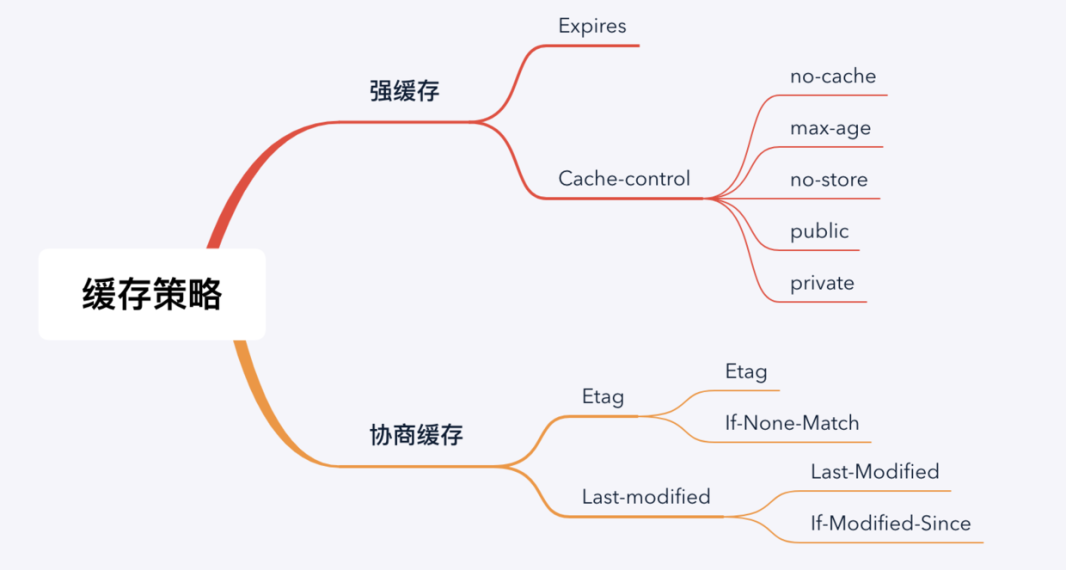 缓存策略
强缓存
Expires
Cache-control
no-cache
max-age
no-store
public
private
协商缓存
Etag
Etag
If-None-Match
Last-modified
Last-Modified
If-Modified-Since